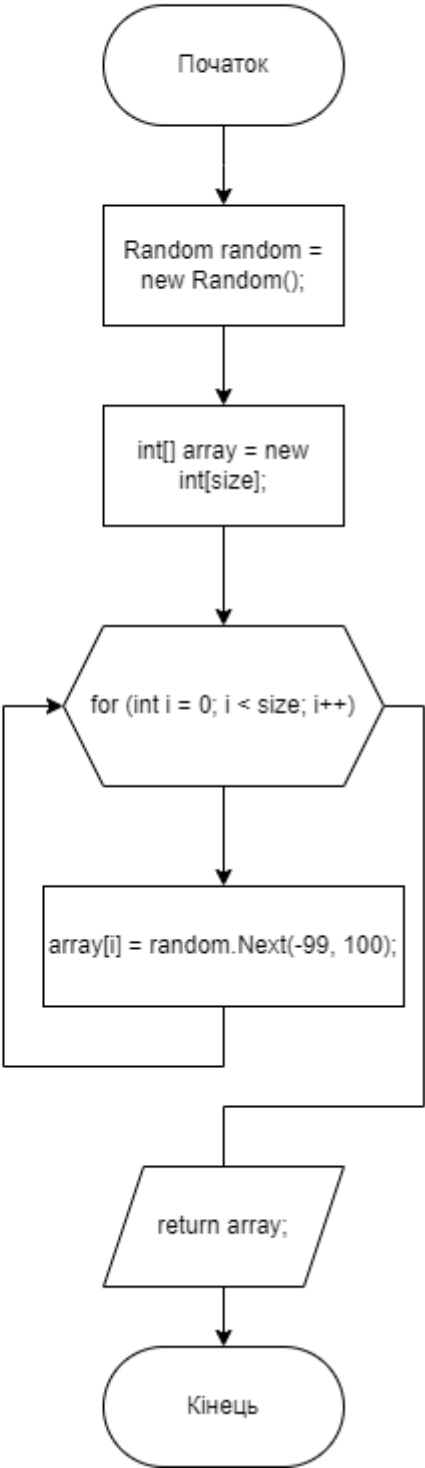 Початок
Random random =
new Random();
int[] array = new
int[size];
for (int i = 0; i < size; i++)
array[i] = random.Next(-99, 100);
return array;
Кінець